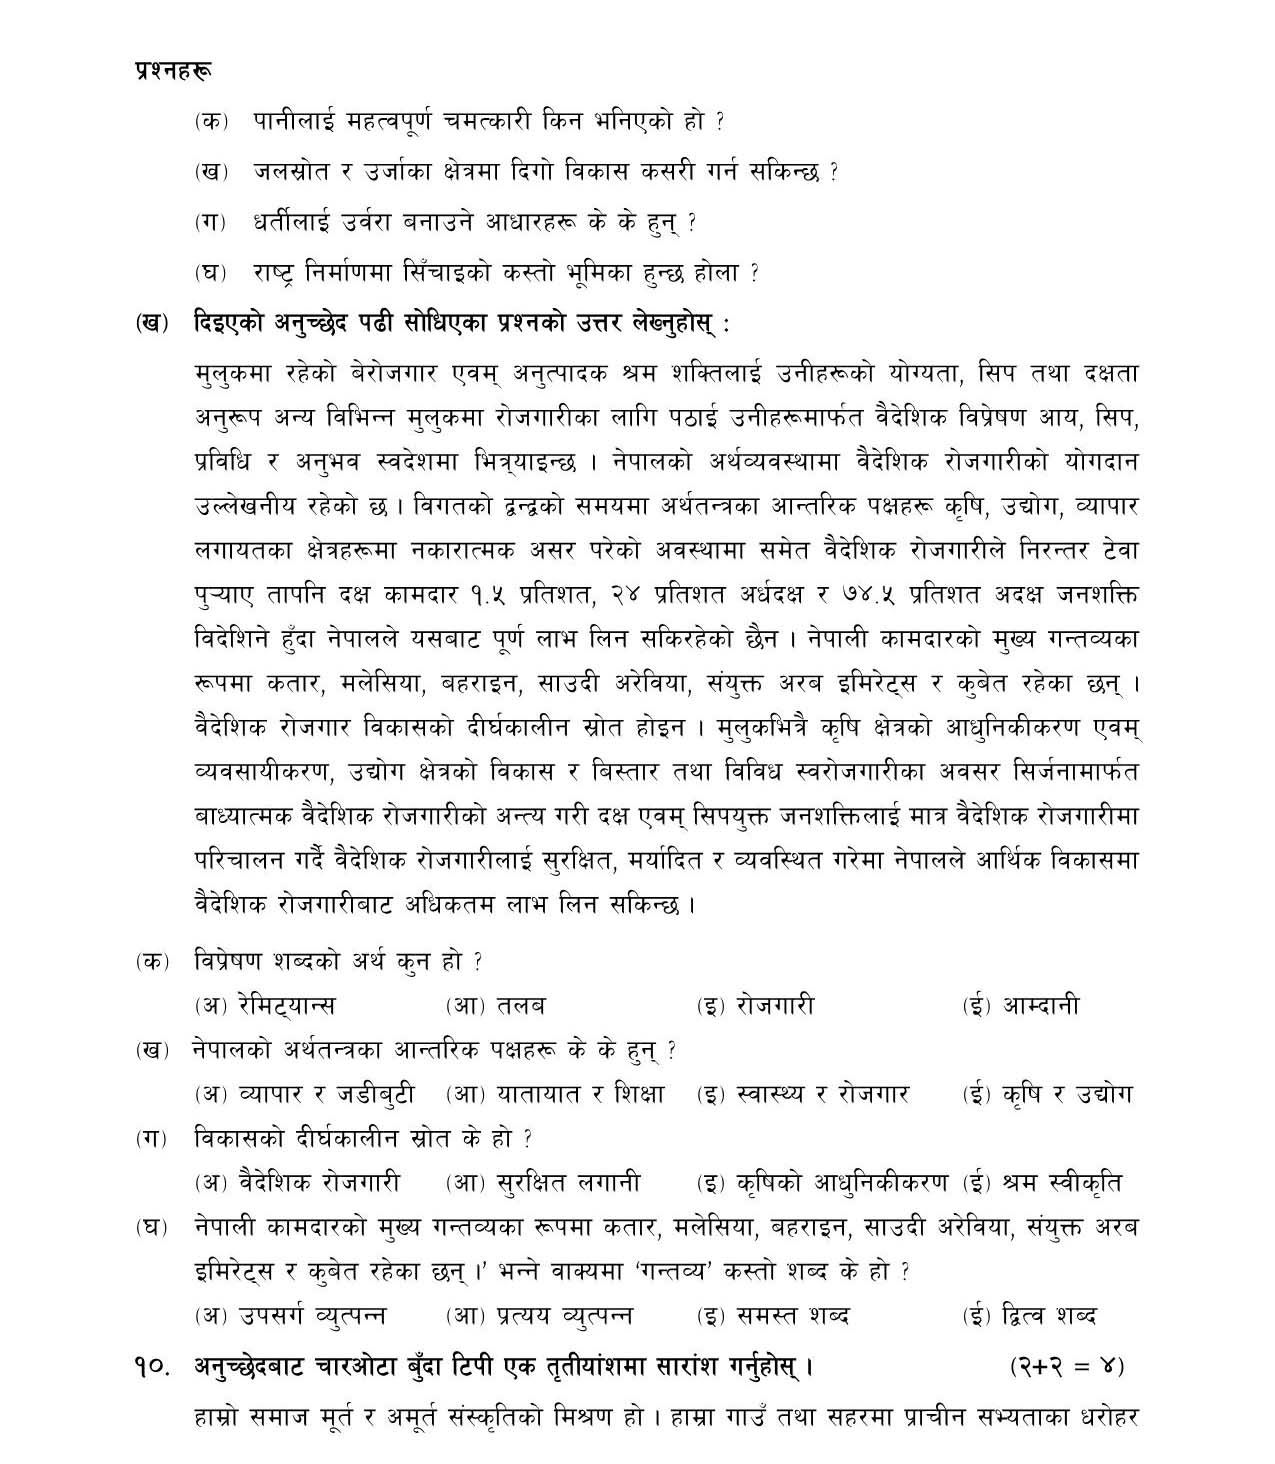 प्रश्नहरू
(क) पानीलाई महत्वपूर्ण चमत्कारी किन भनिएको हो ?
(ख) जलस्रोत र उर्जाका क्षेत्रमा दिगो विकास कसरी गर्न सकिन्छ ?
(ग) धर्तीलाई उर्वरा बनाउने आधारहरू के के हुन् ?
(घ) राष्ट्र निर्माणमा सिँचाइको कस्तो भूमिका हुन्छ होला ?
(ख) दिइएको अनुच्छेद पढी सोधिएका प्रश्नको उत्तर लेख्नुहोस् :
मुलुकमा रहेको बेरोजगार एवम् अनुत्पादक श्रम शक्तिलाई उनीहरूको योग्यता, सिप तथा दक्षता
अनुरूप अन्य विभिन्न मुलुकमा रोजगारीका लागि पठाई उनीहरूमार्फत वैदेशिक विप्रेषण आय, सिप,
प्रविधि र अनुभव स्वदेशमा भित्र्याइन्छ । नेपालको अर्थव्यवस्थामा वैदेशिक रोजगारीको योगदान
उल्लेखनीय रहेको छ । विगतको द्वन्द्वको समयमा अर्थतन्त्रका आन्तरिक पक्षहरू कृषि, उद्योग, व्यापार
लगायतका क्षेत्रहरूमा नकारात्मक असर परेको अवस्थामा समेत वैदेशिक रोजगारीले निरन्तर टेवा
पुऱ्याए तापनि दक्ष कामदार १.५ प्रतिशत, २४ प्रतिशत अर्धदक्ष र ७४.५ प्रतिशत अदक्ष जनशक्ति
विदेशिने हुँदा नेपालले यसबाट पूर्ण लाभ लिन सकिरहेको छैन । नेपाली कामदारको मुख्य गन्तव्यका
रूपमा कतार, मलेसिया, बहराइन, साउदी अरेविया, संयुक्त अरब इमिरेट्स र कुबेत रहेका छन् ।
वैदेशिक रोजगार विकासको दीर्घकालीन स्रोत होइन । मुलुकभित्रै कृषि क्षेत्रको आधुनिकीकरण एवम्
व्यवसायीकरण, उद्योग क्षेत्रको विकास र बिस्तार तथा विविध स्वरोजगारीका अवसर सिर्जनामार्फत
बाध्यात्मक वैदेशिक रोजगारीको अन्त्य गरी दक्ष एवम् सिपयुक्त जनशक्तिलाई मात्र वैदेशिक रोजगारीमा
परिचालन गर्दै वैदेशिक रोजगारीलाई सुरक्षित, मर्यादित र व्यवस्थित गरेमा नेपालले आर्थिक विकासमा
वैदेशिक रोजगारीबाट अधिकतम लाभ लिन सकिन्छ ।
(क) विप्रेषण शब्दको अर्थ कुन हो ?
(अ) रेमिट्यान्स (आ) तलब (इ) रोजगारी (ई) आम्दानी
(ख) नेपालको अर्थतन्त्रका आन्तरिक पक्षहरू के के हुन् ?
(अ) व्यापार र जडीबुटी (आ) यातायात र शिक्षा (इ) स्वास्थ्य र रोजगार (ई) कृषि र उद्योग
(ग) विकासको दीर्घकालीन स्रोत के हो ?
(अ) वैदेशिक रोजगारी (आ) सुरक्षित लगानी (इ) कृषिको आधुनिकीकरण (ई) श्रम स्वीकृति
(घ) नेपाली कामदारको मुख्य गन्तव्यका रूपमा कतार, मलेसिया, बहराइन, साउदी अरेविया, संयुक्त अरब
इमिरेट्स र कुबेत रहेका छन् ।’ भन्ने वाक्यमा ‘गन्तव्य’ कस्तो शब्द के हो ?
(अ) उपसर्ग व्युत्पन्न (आ) प्रत्यय व्युत्पन्न (इ) समस्त शब्द (ई) द्वित्व शब्द
१०. अनुच्छेदबाट चारओटा बुँदा टिपी एक तृतीयांशमा सारांश गर्नुहोस् । (२+२ = ४)
हाम्रो समाज मूर्त र अमूर्त संस्कृतिको मिश्रण हो । हाम्रा गाउँ तथा सहरमा प्राचीन सभ्यताका धरोहर